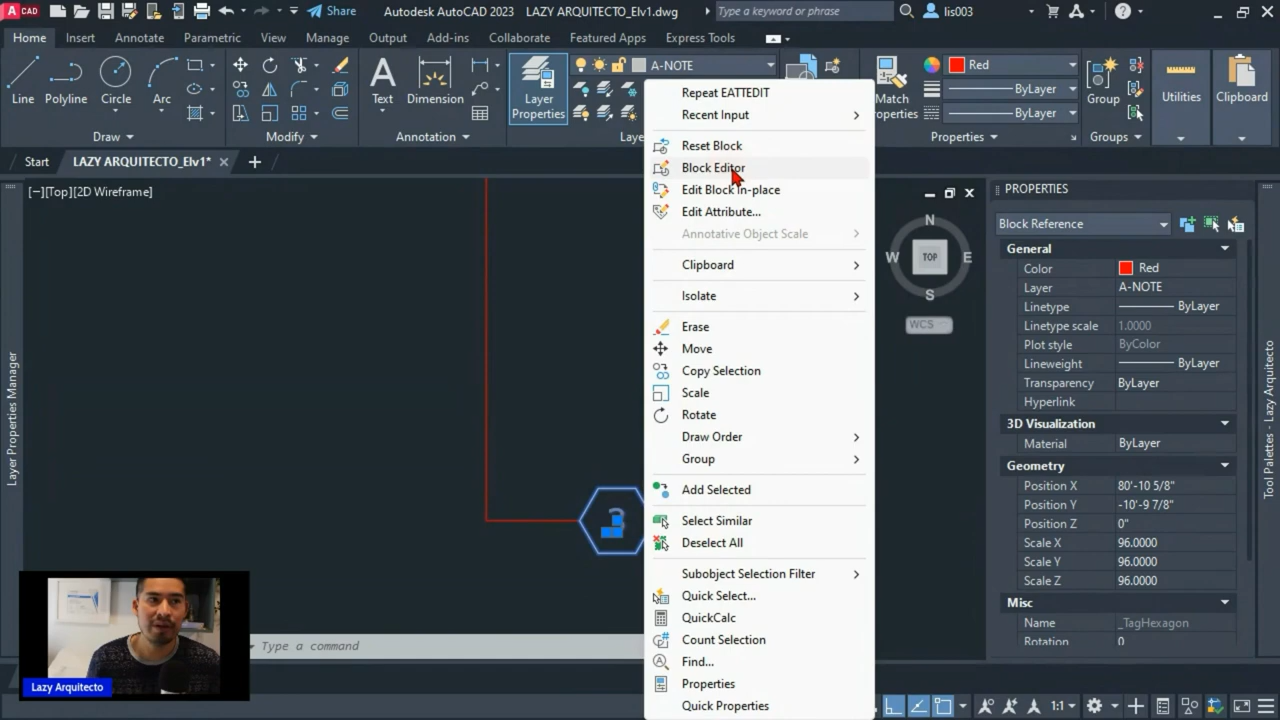 CAD
Share
Autodesk AutoCAD 2023 LAZY ARQUITECTO_Elv1.dwg
Type a keyword or phrase
lis003
Home Insert Annotate Parametric View Manage Output Add-ins Collaborate Featured Apps Express Tools
Line Polyline Circle Arc
Text Dimension
Layer Properties
A-NOTE
Match
Red
ByLayer
ByLayer
Group
Utilities
Clipboard
Draw Modify Annotation Properties Groups
Start LAZY ARQUITECTO_Elv1*
[−][Top][2D Wireframe]
Repeat EATTEDIT
Recent Input
Reset Block
Block Editor
Edit Block In-place
Edit Attribute...
Annotative Object Scale
Clipboard
Isolate
Erase
Move
Copy Selection
Scale
Rotate
Draw Order
Group
Add Selected
Select Similar
Deselect All
Subobject Selection Filter
Quick Select...
QuickCalc
Count Selection
Find...
Properties
Quick Properties
N
W TOP E
S
WCS
PROPERTIES
Block Reference
General
Color Red
Layer A-NOTE
Linetype ByLayer
Linetype scale 1.0000
Plot style ByColor
Lineweight ByLayer
Transparency ByLayer
Hyperlink
3D Visualization
Material ByLayer
Geometry
Position X 80'-10 5/8"
Position Y -10'-9 7/8"
Position Z 0"
Scale X 96.0000
Scale Y 96.0000
Scale Z 96.0000
Misc
Name _TagHexagon
Rotation 0
Layer Properties Manager
Tool Palettes - Lazy Arquitecto
3
Type a command
Lazy Arquitecto
1:1